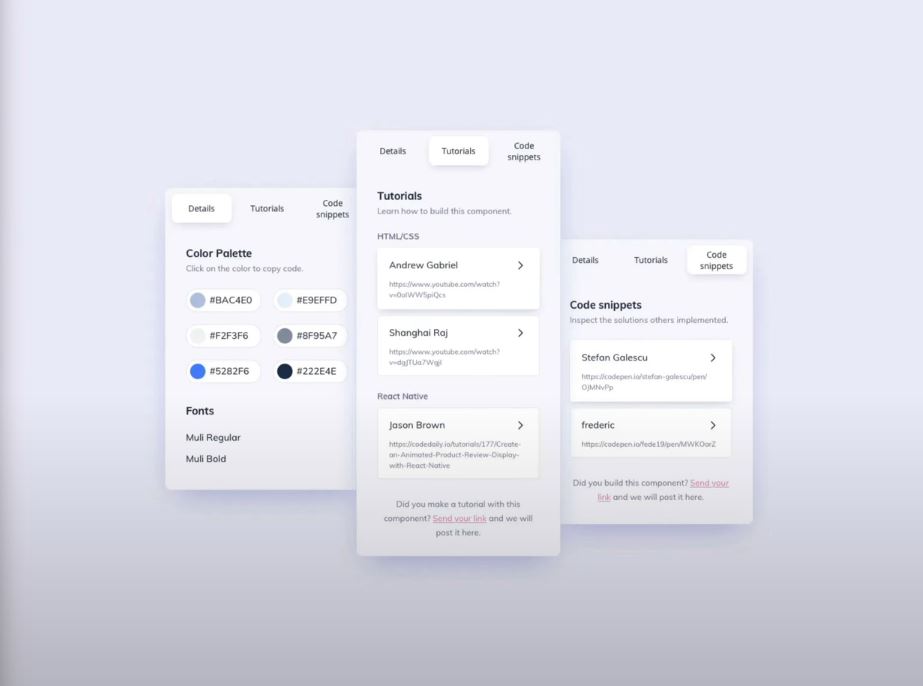 Details
Tutorials
Code
snippets
Color Palette
Click on the color to copy code.
#BAC4E0
#E9EFFD
#F2F3F6
#8F95A7
#5282F6
#222E4E
Fonts
Muli Regular
Muli Bold
Details
Tutorials
Code
snippets
Tutorials
Learn how to build this component.
HTML/CSS
Andrew Gabriel
https://www.youtube.com/watch?
v=0oIWW5piQcs
Shanghai Raj
https://www.youtube.com/watch?
v=dgJTUa7WqjI
React Native
Jason Brown
https://codedaily.io/tutorials/177/Create-
an-Animated-Product-Review-Display-
with-React-Native
Did you make a tutorial with this
component? Send your link and we will
post it here.
Details
Tutorials
Code
snippets
Code snippets
Inspect the solutions others implemented.
Stefan Galescu
https://codepen.io/stefan-galescu/pen/
OJMNvPp
frederic
https://codepen.io/fede19/pen/MWKOarZ
Did you build this component? Send your
link and we will post it here.